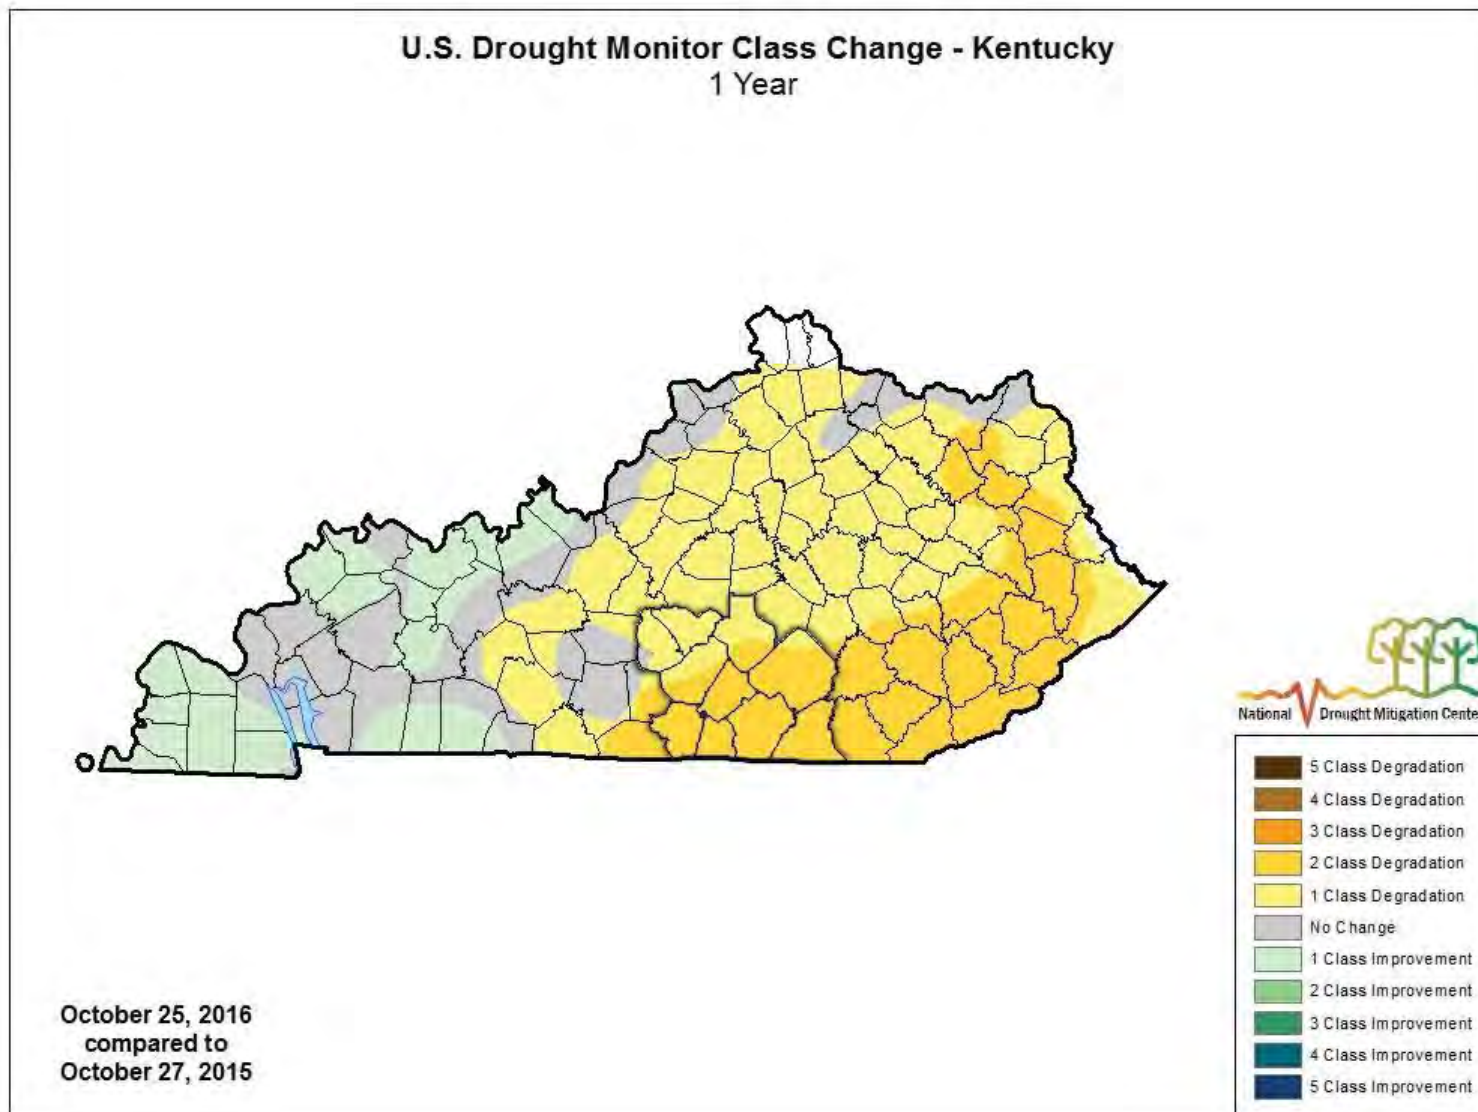 U.S. Drought Monitor Class Change - Kentucky
1 Year
National Drought Mitigation Cente
5 Class Degradation
4 Class Degradation
3 Class Degradation
2 Class Degradation
1 Class Degradation
No Change
1 Class Improvement
2 Class Improvement
3 Class Improvement
4 Class Improvement
5 Class Improvement
October 25, 2016
compared to
October 27, 2015